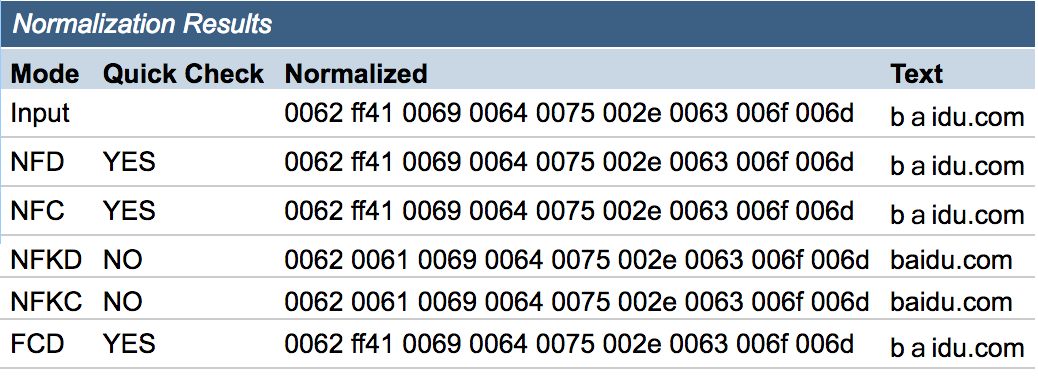 Normalization Results
Mode Quick Check Normalized Text
Input 0062 ff41 0069 0064 0075 002e 0063 006f 006d bａidu.com
NFD YES 0062 ff41 0069 0064 0075 002e 0063 006f 006d bａidu.com
NFC YES 0062 ff41 0069 0064 0075 002e 0063 006f 006d bａidu.com
NFKD NO 0062 0061 0069 0064 0075 002e 0063 006f 006d baidu.com
NFKC NO 0062 0061 0069 0064 0075 002e 0063 006f 006d baidu.com
FCD YES 0062 ff41 0069 0064 0075 002e 0063 006f 006d bａidu.com